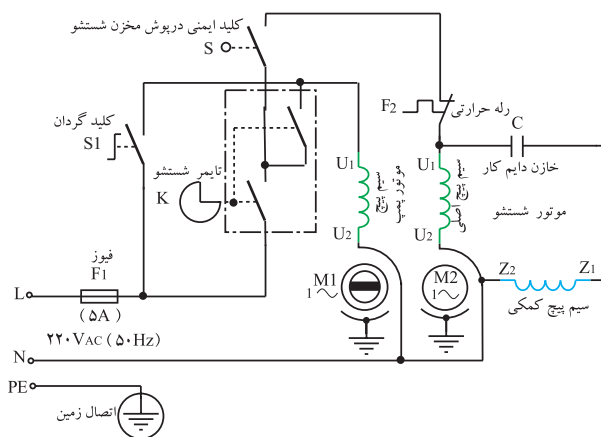 کلید ایمنی درپوش مخزن شستشو
S
کلید گردان
S1
F2
رله حرارتی
C
خازن دایم کار
تایمر شستشو
K
U1
سیم پیچ
موتور پمپ
U2
U1
سیم پیچ
اصلی
U2
موتور شستشو
فیوز
F1
L
(۵A)
۲۲۰VAC (۵۰Hz)
M1
1
M2
1
Z2
Z1
سیم پیچ کمکی
N
PE
اتصال زمین